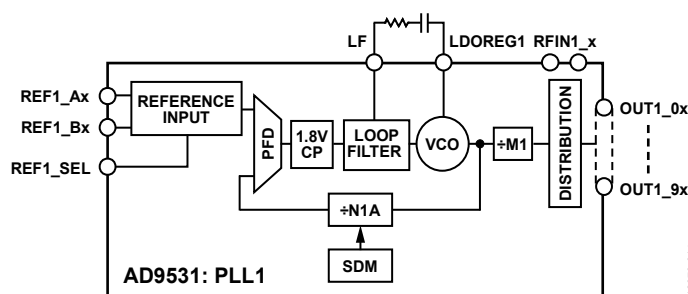 LF
LDOREG1 RFIN1_x
REF1_Ax
REF1_Bx
REF1_SEL
REFERENCE
INPUT
PFD
1.8V
CP
LOOP
FILTER
VCO
÷M1
DISTRIBUTION
OUT1_0x
OUT1_9x
÷N1A
SDM
AD9531: PLL1